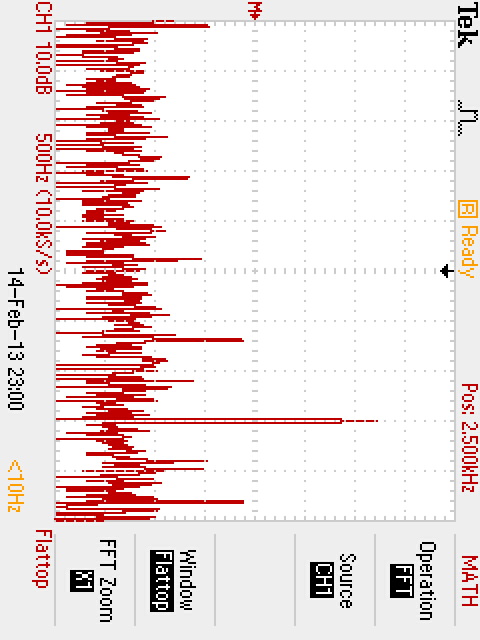 Tek
R Ready
Pos: 2.500kHz
MATH
Operation
FFT
Source
CH1
Window
Flattop
FFT Zoom
X1
M
CH1 10.0dB
500Hz (10.0kS/s)
Flattop
14-Feb-13 23:00
<10Hz